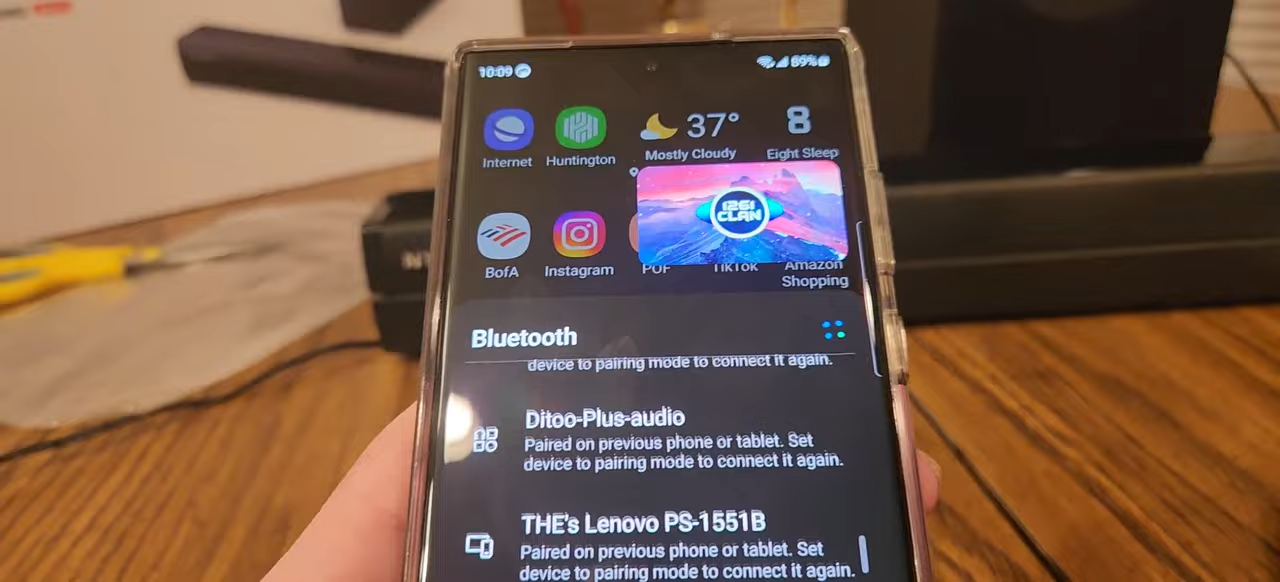 10:09 89%
37° 8
Internet Huntington Mostly Cloudy Eight Sleep
1261
CLAN
BofA Instagram POF TikTok Amazon
Shopping
Bluetooth
device to pairing mode to connect it again.
Ditoo-Plus-audio
Paired on previous phone or tablet. Set
device to pairing mode to connect it again.
THE's Lenovo PS-1551B
Paired on previous phone or tablet. Set
device to pairing mode to connect it again.